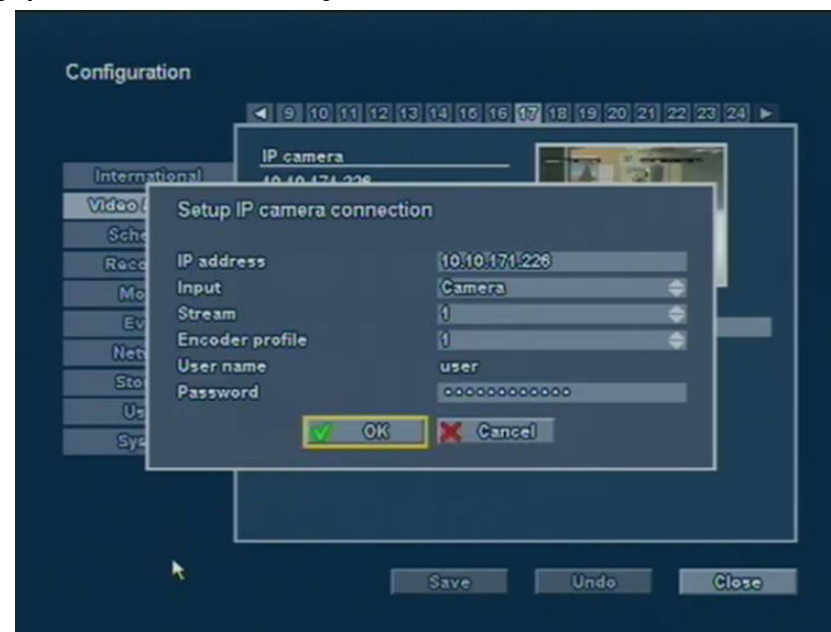 Configuration
9 10 11 12 13 14 15 16 17 18 19 20 21 22 23 24
IP camera
International
Video
Setup IP camera connection
IP address 10.10.171.226
Input Camera
Stream 1
Encoder profile 1
User name user
Password ••••••••••••
OK Cancel
Save Undo Close